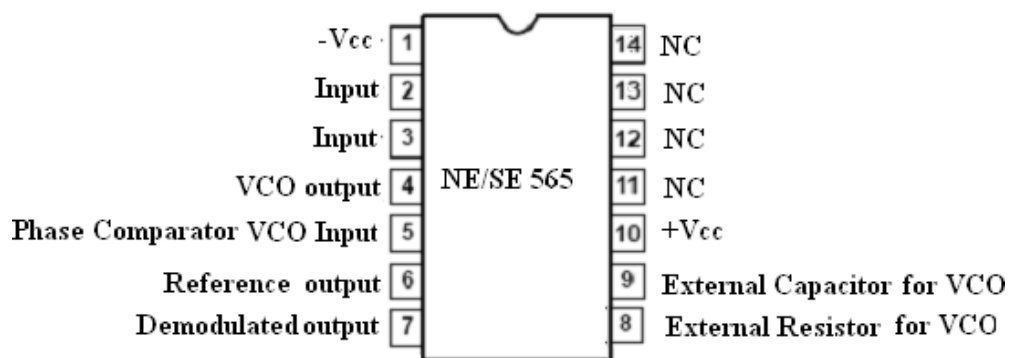 -Vcc 1 14 NC
Input 2 13 NC
Input 3 12 NC
VCO output 4 NE/SE 565 11 NC
Phase Comparator VCO Input 5 10 +Vcc
Reference output 6 9 External Capacitor for VCO
Demodulated output 7 8 External Resistor for VCO